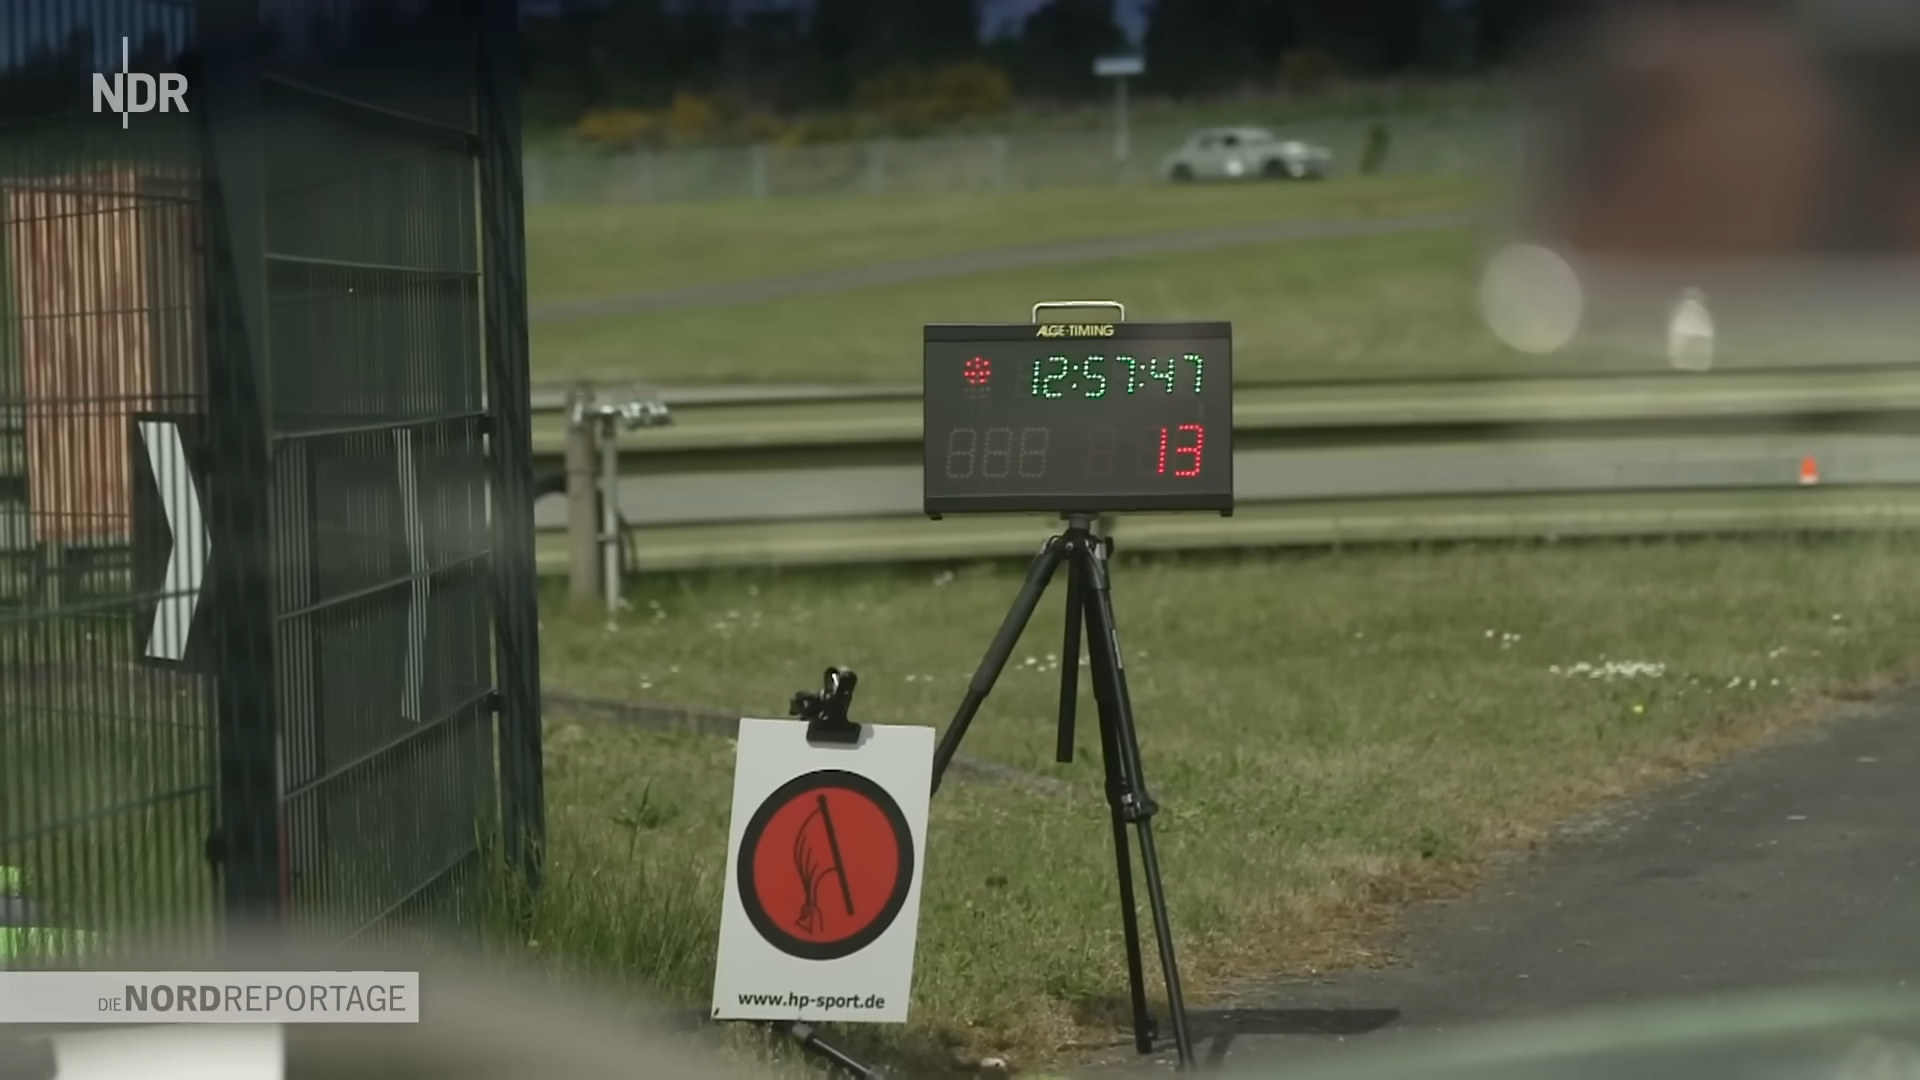 NDR
ALGE-TIMING
12:57:47
13
www.hp-sport.de
DIE NORDREPORTAGE